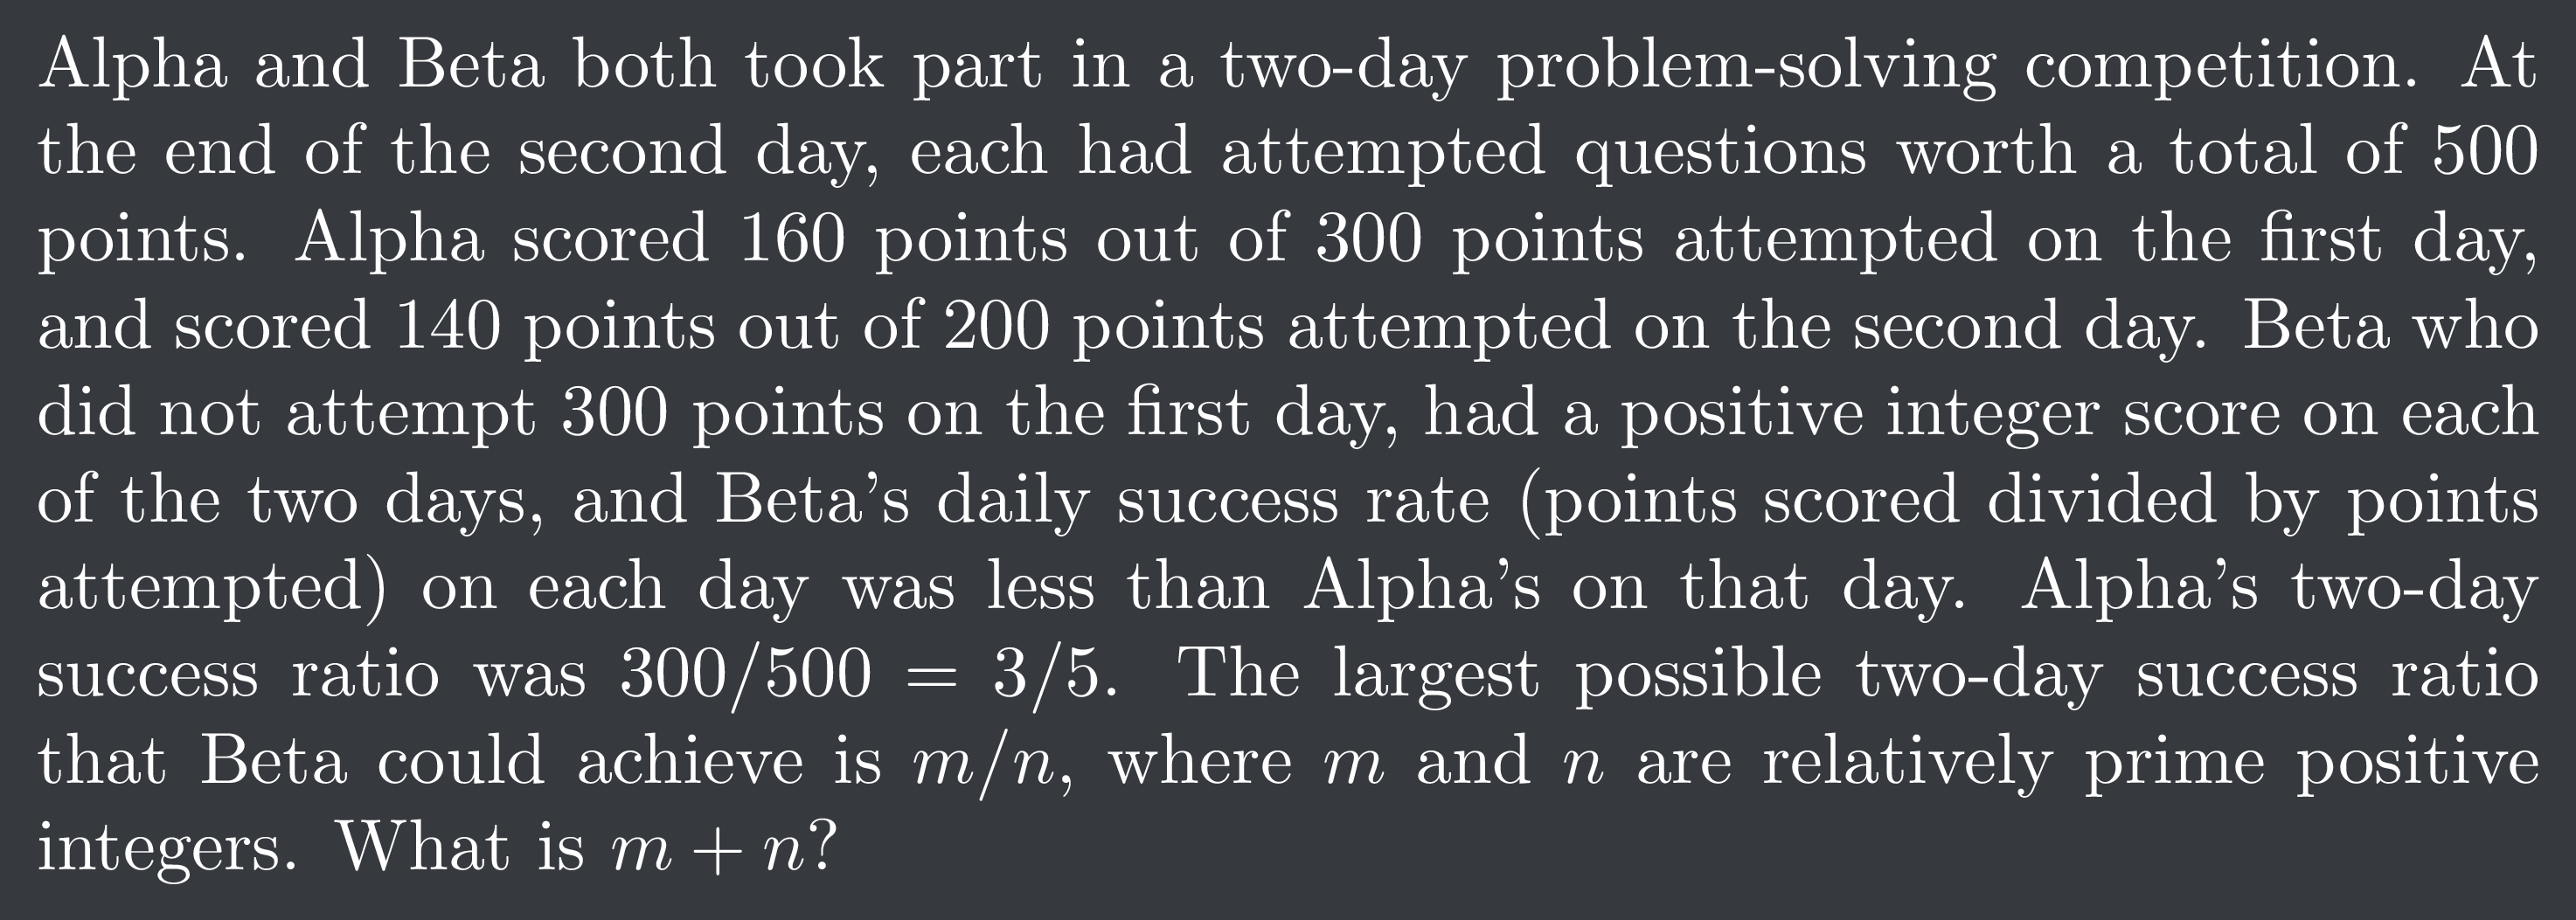 Alpha and Beta both took part in a two-day problem-solving competition. At
the end of the second day, each had attempted questions worth a total of 500
points. Alpha scored 160 points out of 300 points attempted on the first day,
and scored 140 points out of 200 points attempted on the second day. Beta who
did not attempt 300 points on the first day, had a positive integer score on each
of the two days, and Beta's daily success rate (points scored divided by points
attempted) on each day was less than Alpha's on that day. Alpha's two-day
success ratio was 300/500 = 3/5. The largest possible two-day success ratio
that Beta could achieve is m/n, where m and n are relatively prime positive
integers. What is m + n?